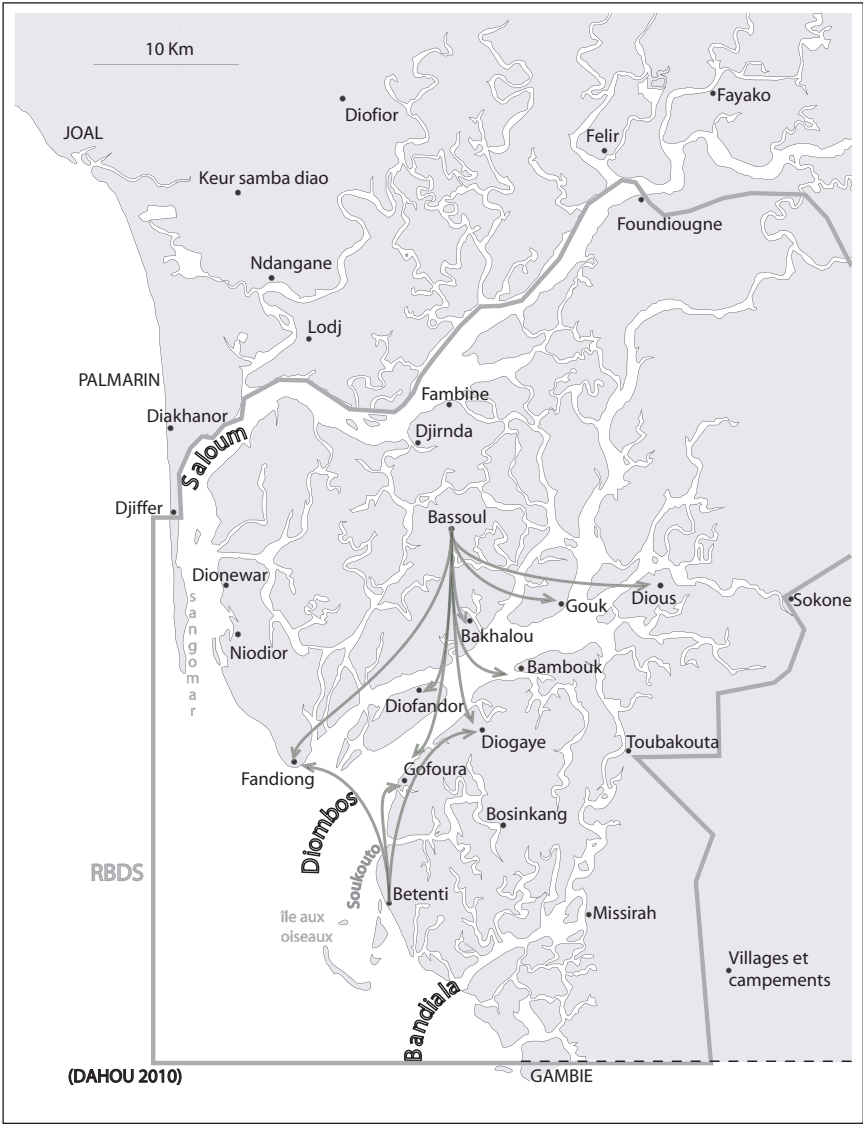 10 Km
Fayako
Diofior
JOAL
Felir
Keur samba diao
Foundiougne
Ndangane
Lodj
PALMARIN
Fambine
Diakhanor
Djirnda
Saloum
Djiffer
Bassoul
Dionewar
Dious
Sokone
Gouk
sangomar
Bakhalou
Niodior
Bambouk
Diofandor
Diogaye
Toubakouta
Fandiong
Gofoura
Diombos
Bosinkang
RBDS
Soukouto
Betenti
île aux
oiseaux
Missirah
Villages et
campements
Bandiala
(DAHOU 2010)
GAMBIE